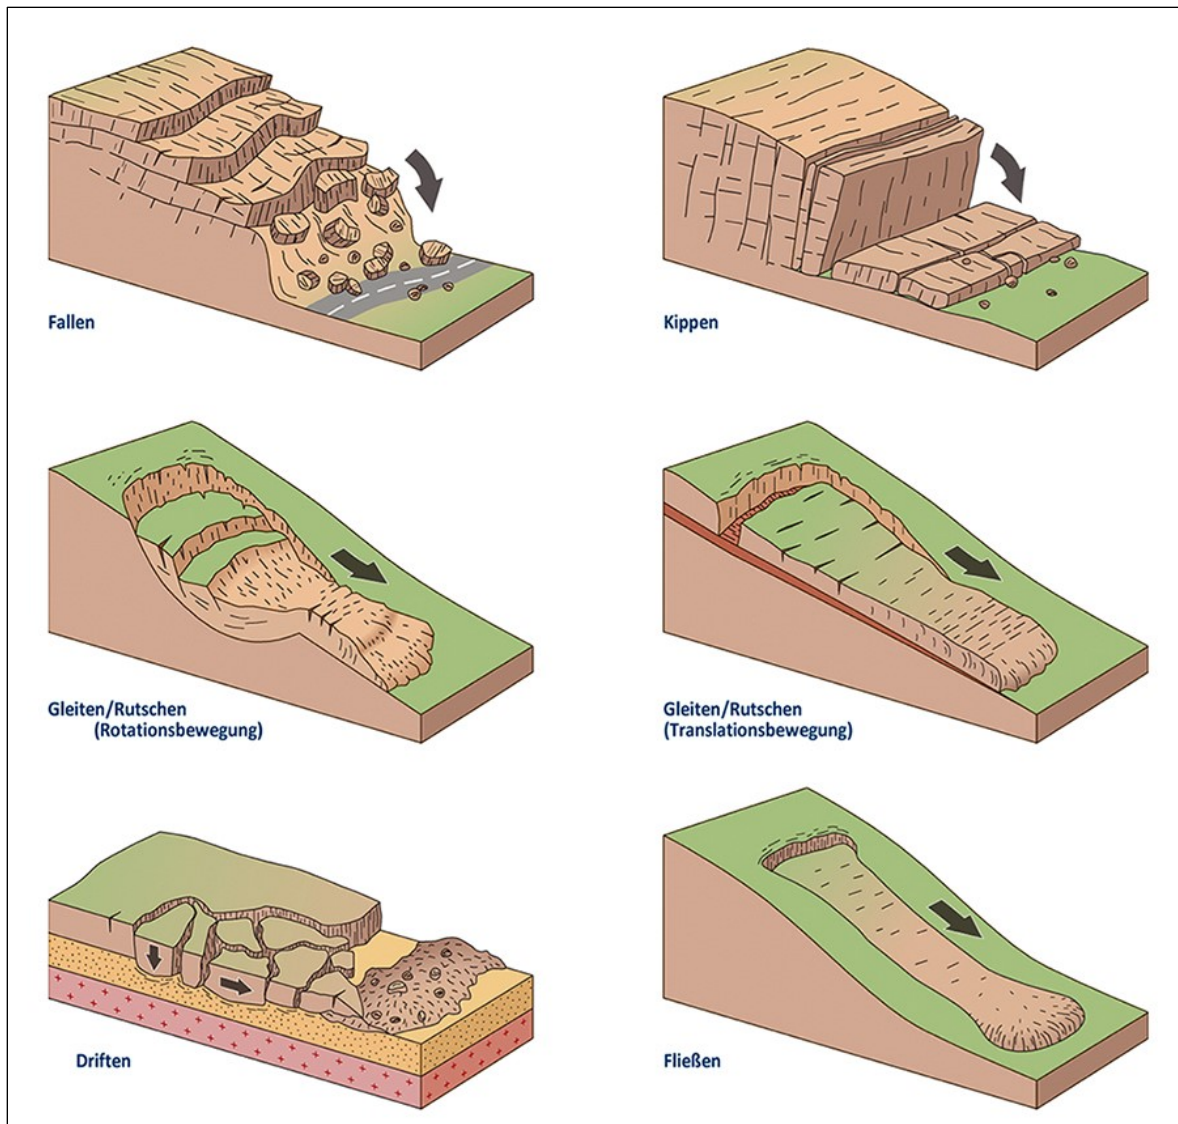 Fallen
Kippen
Gleiten/Rutschen
(Rotationsbewegung)
Gleiten/Rutschen
(Translationsbewegung)
Driften
Fließen